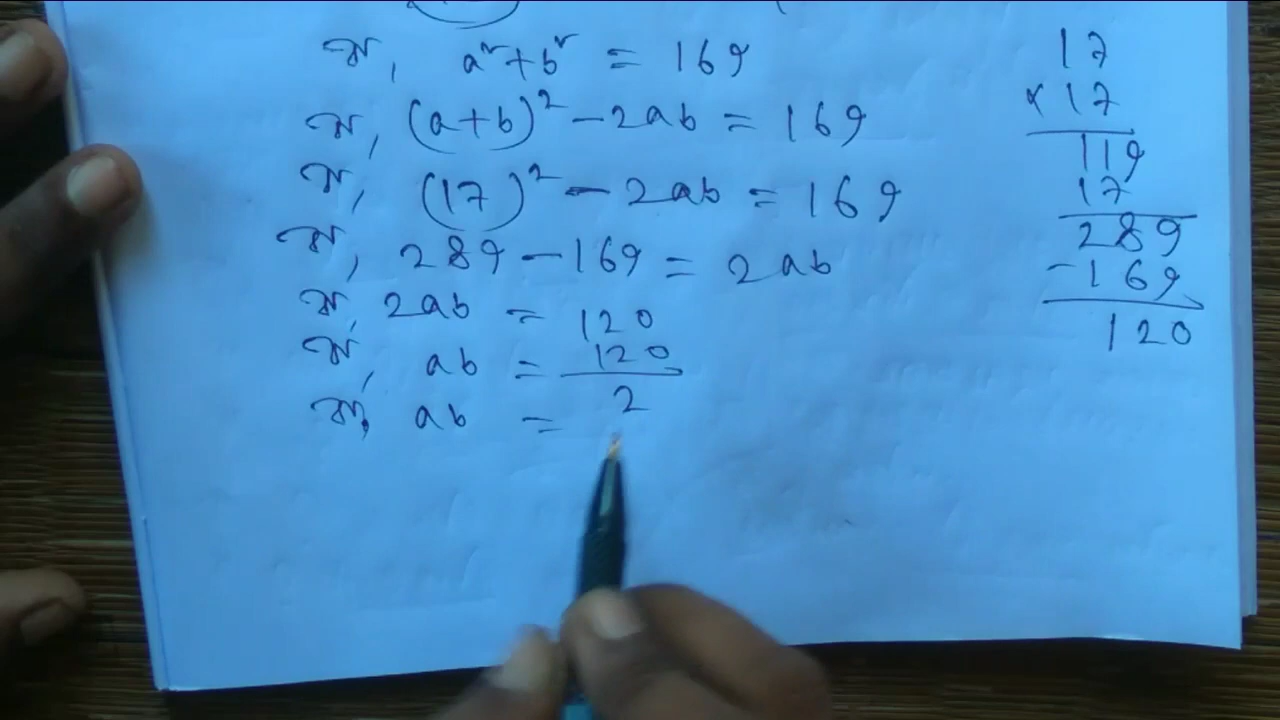 বা, a² + b² = 169
বা, (a+b)² - 2ab = 169
বা, (17)² - 2ab = 169
বা, 289 - 169 = 2ab
বা, 2ab = 120
বা, ab = 120/2
বা, ab =
17
× 17
119
17
289
- 169
120